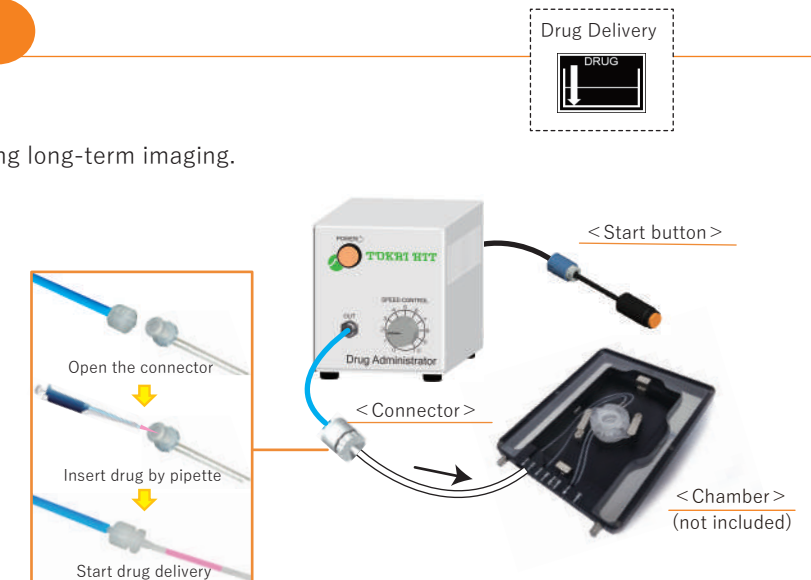 Drug Delivery
DRUG
ng long-term imaging.
<Start button>
POWER
TOKAI HIT
SPEED CONTROL
OUT
Drug Administrator
Open the connector
<Connector>
Insert drug by pipette
<Chamber>
(not included)
Start drug delivery